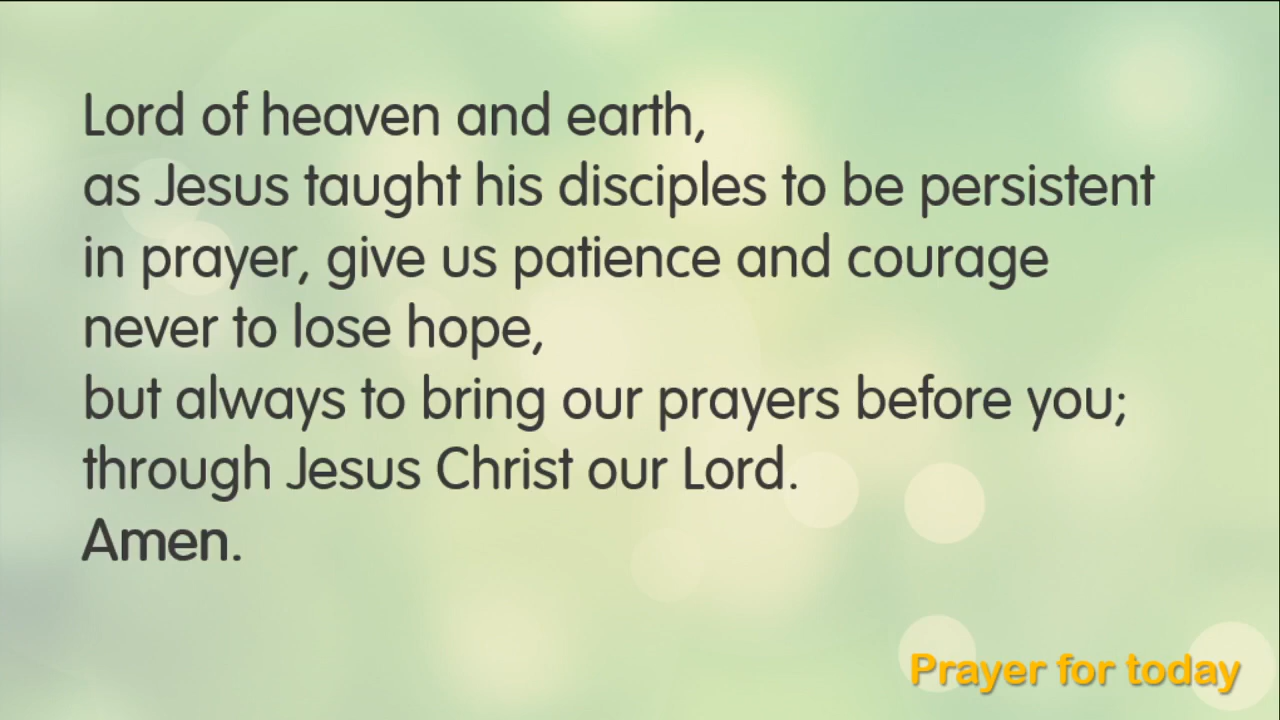 Lord of heaven and earth,
as Jesus taught his disciples to be persistent
in prayer, give us patience and courage
never to lose hope,
but always to bring our prayers before you;
through Jesus Christ our Lord.
Amen.
Prayer for today